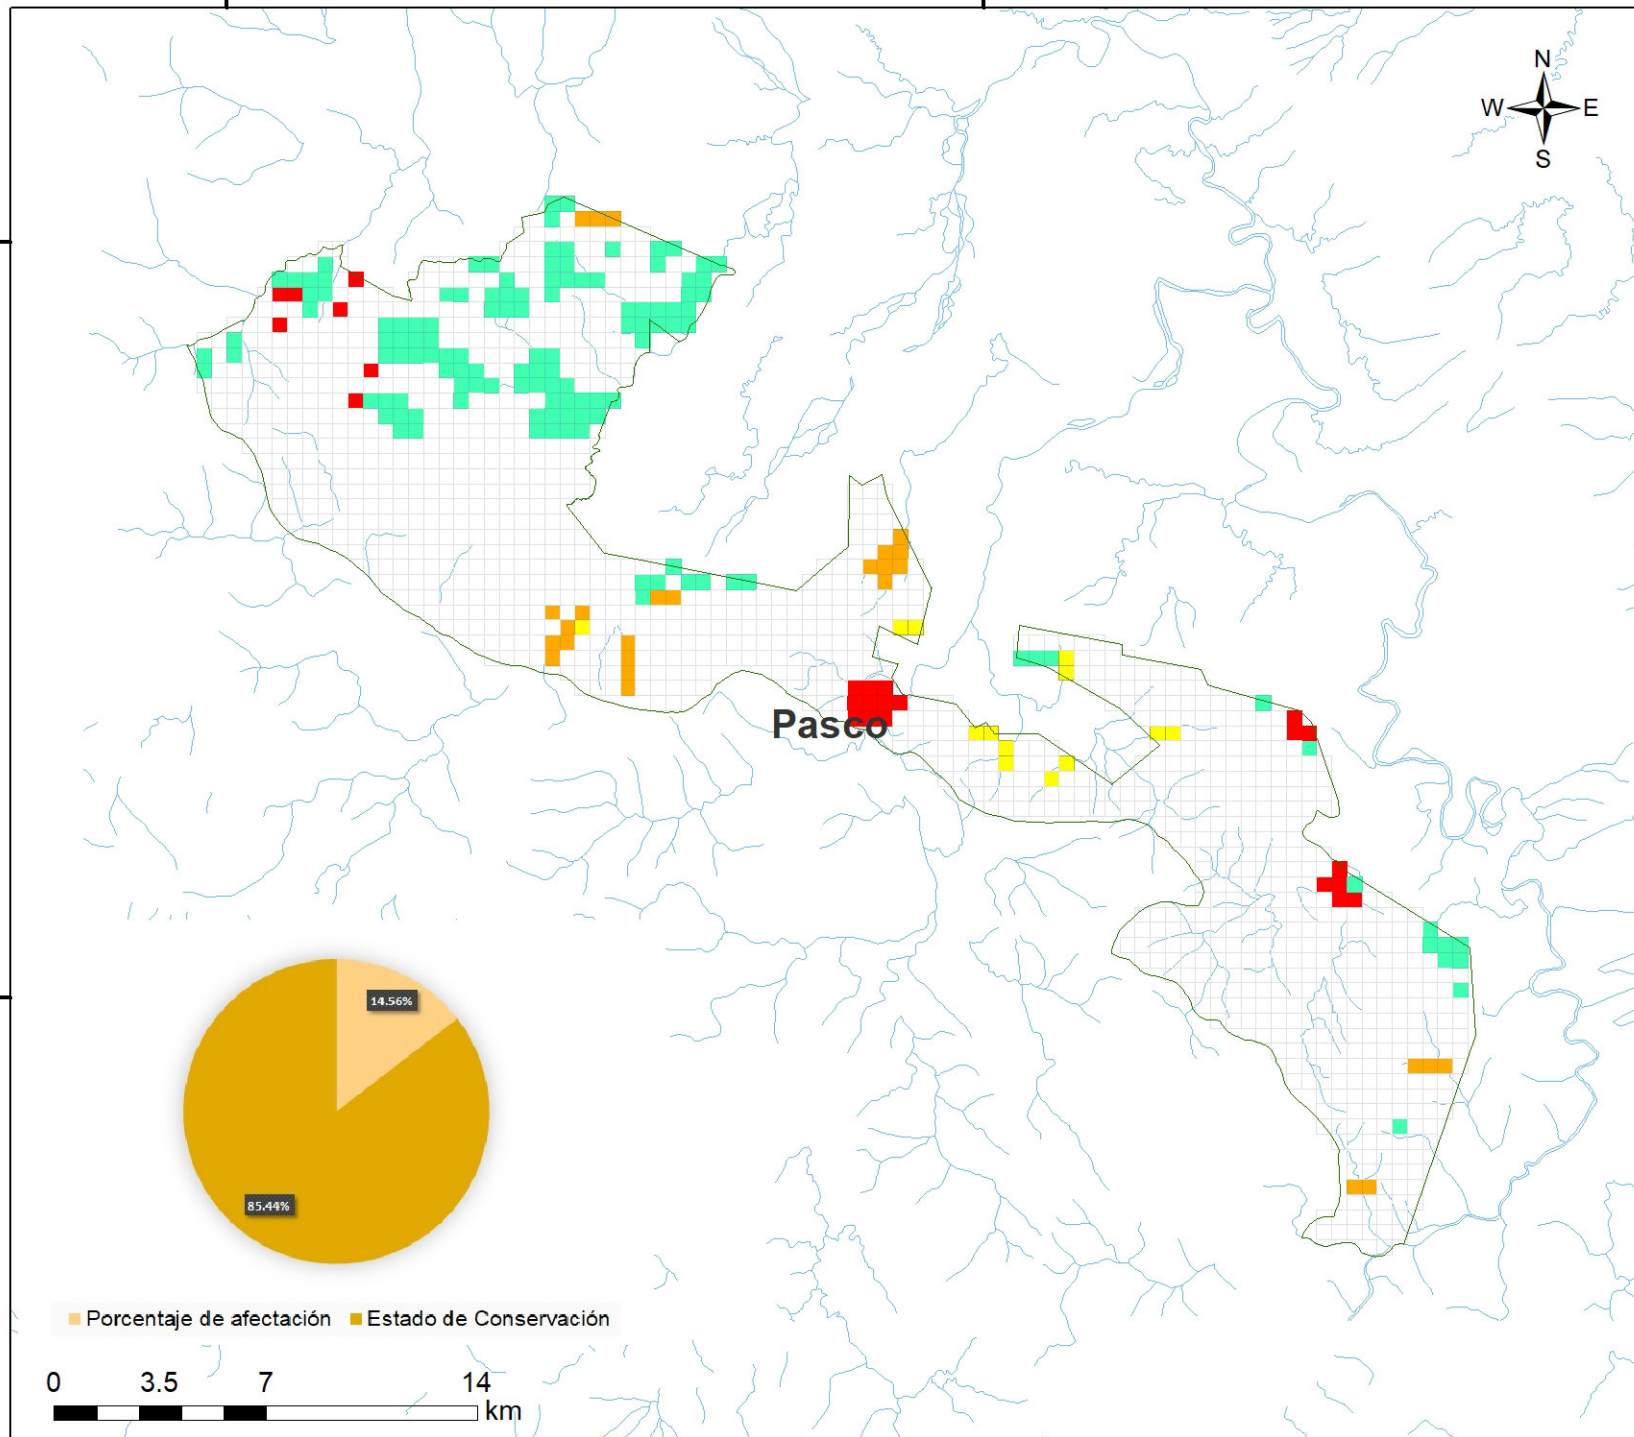 N
W E
S
Pasco
14.56%
85.44%
Porcentaje de afectación Estado de Conservación
0 3.5 7 14
km